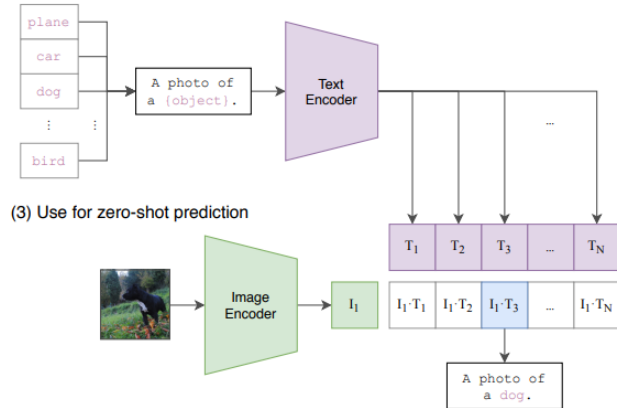 plane
car
dog
⋮ ⋮
bird
A photo of
a {object}.
Text
Encoder
...
(3) Use for zero-shot prediction
T1 T2 T3 ... TN
Image
Encoder
I1
I1·T1 I1·T2 I1·T3 ... I1·TN
A photo of
a dog.